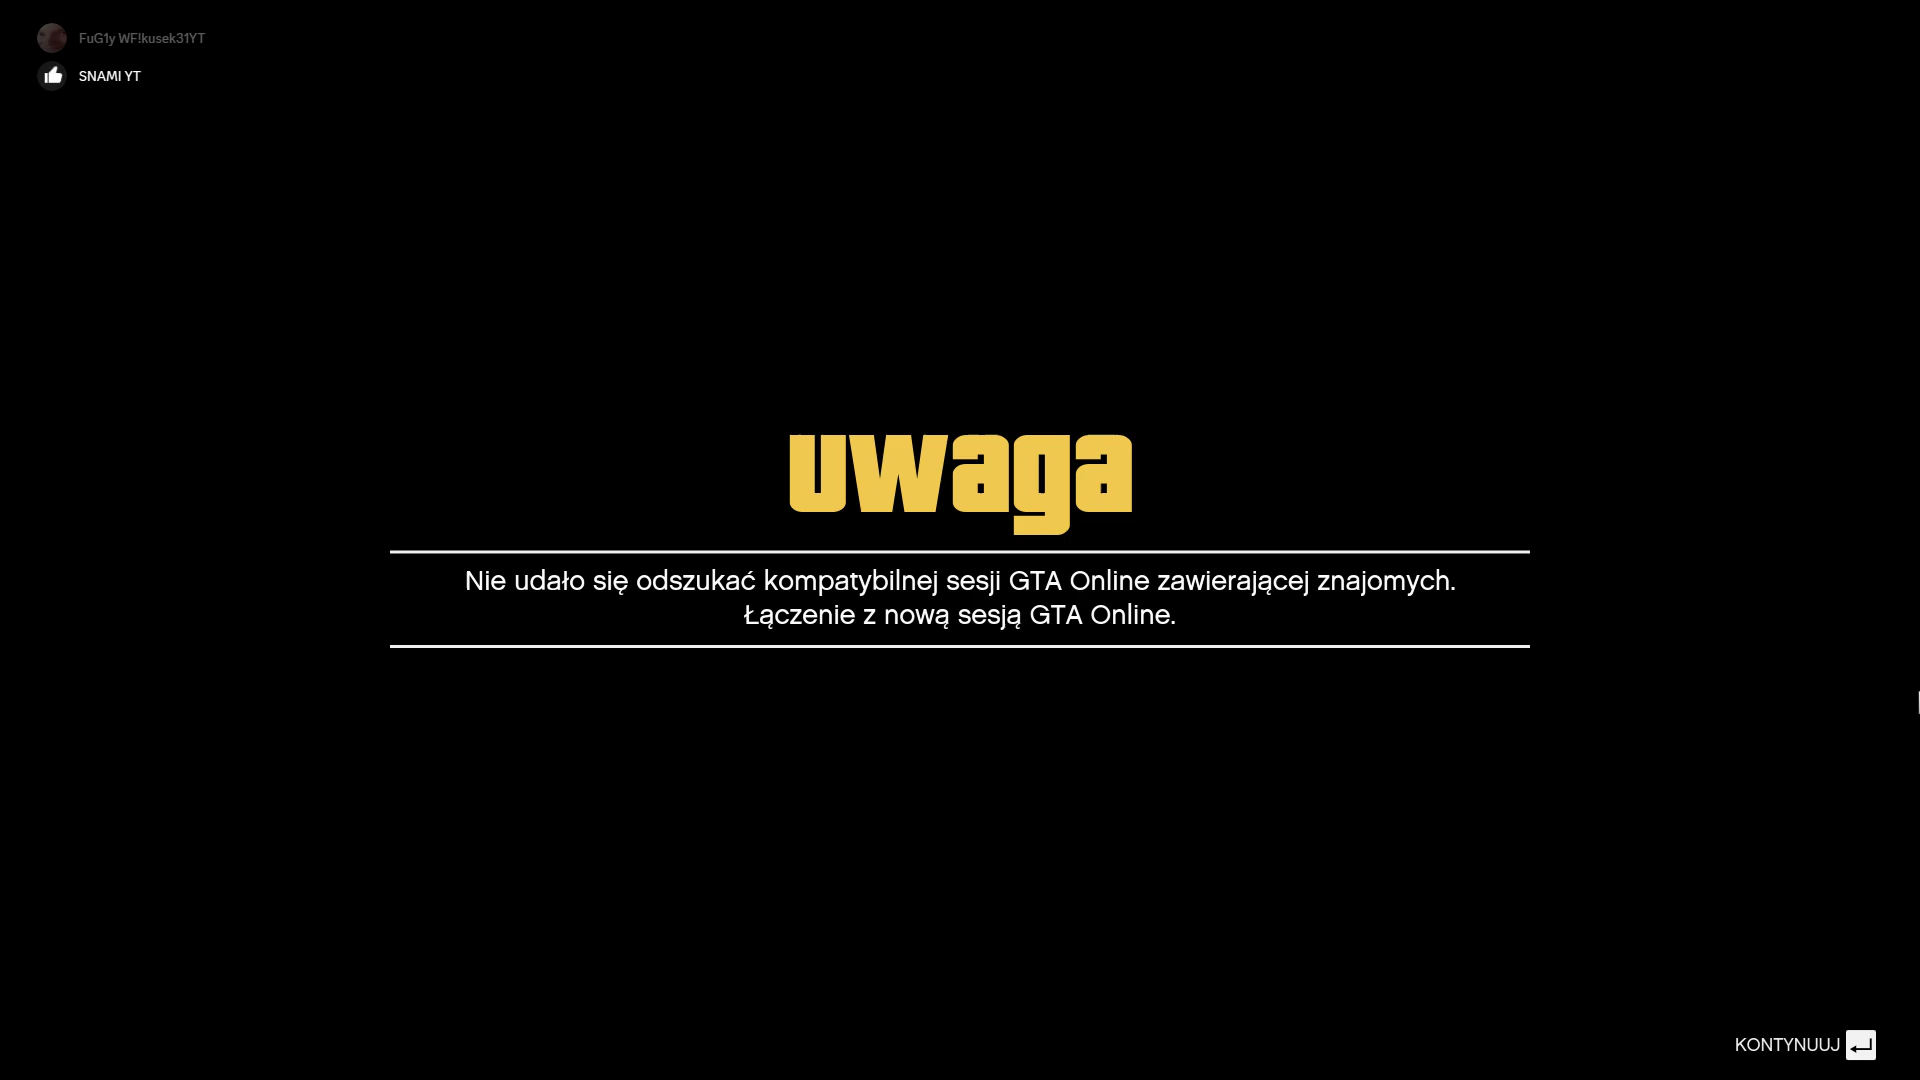 FuG1y WF!kusek31YT
SNAMI YT
uwaga
Nie udało się odszukać kompatybilnej sesji GTA Online zawierającej znajomych.
Łączenie z nową sesją GTA Online.
KONTYNUUJ